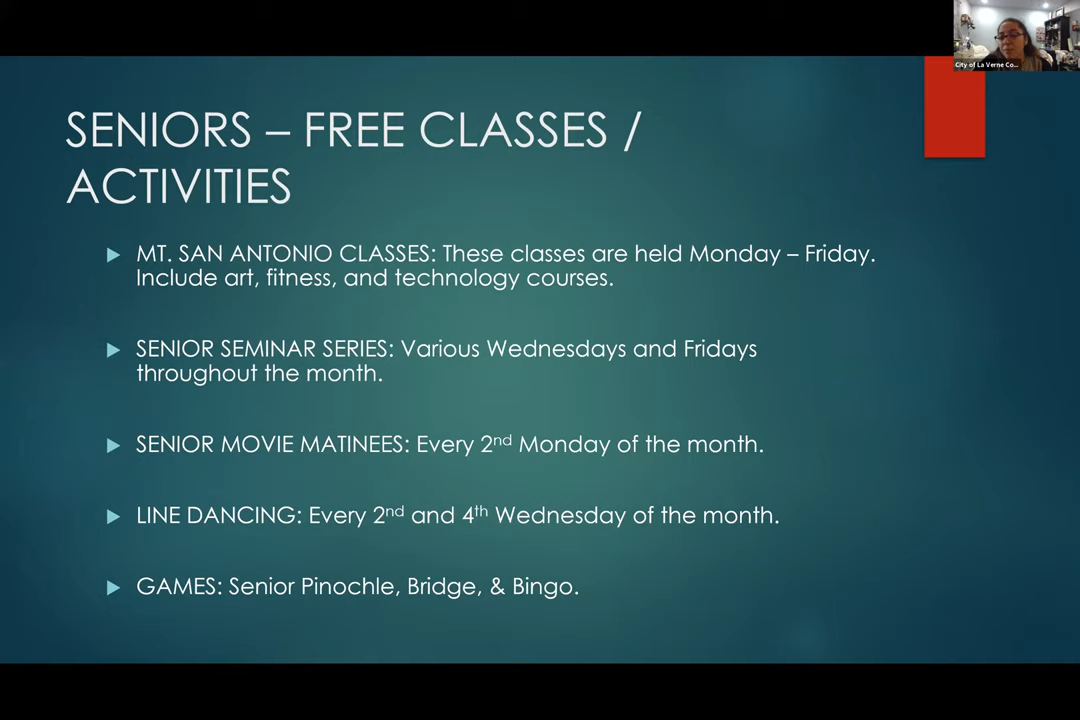 City of La Verne Co...
SENIORS – FREE CLASSES /
ACTIVITIES
MT. SAN ANTONIO CLASSES: These classes are held Monday – Friday.
Include art, fitness, and technology courses.
SENIOR SEMINAR SERIES: Various Wednesdays and Fridays
throughout the month.
SENIOR MOVIE MATINEES: Every 2nd Monday of the month.
LINE DANCING: Every 2nd and 4th Wednesday of the month.
GAMES: Senior Pinochle, Bridge, & Bingo.